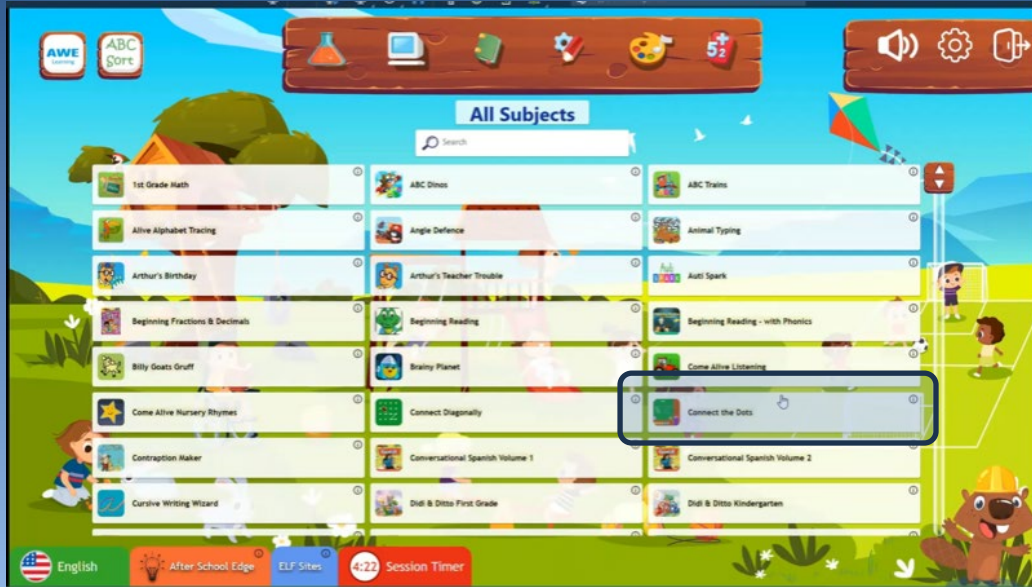 AWE
Learning
ABC
Sort
5 2
All Subjects
Search
1st Grade Math
ABC Dinos
ABC Trains
Alive Alphabet Tracing
Angle Defence
Animal Typing
Arthur's Birthday
Arthur's Teacher Trouble
Auti Spark
Beginning Fractions & Decimals
Beginning Reading
Beginning Reading - with Phonics
Billy Goats Gruff
Brainy Planet
Come Alive Listening
Come Alive Nursery Rhymes
Connect Diagonally
Connect the Dots
Contraption Maker
Conversational Spanish Volume 1
Conversational Spanish Volume 2
Cursive Writing Wizard
Didi & Ditto First Grade
Didi & Ditto Kindergarten
English
After School Edge
ELF Sites
4:22 Session Timer